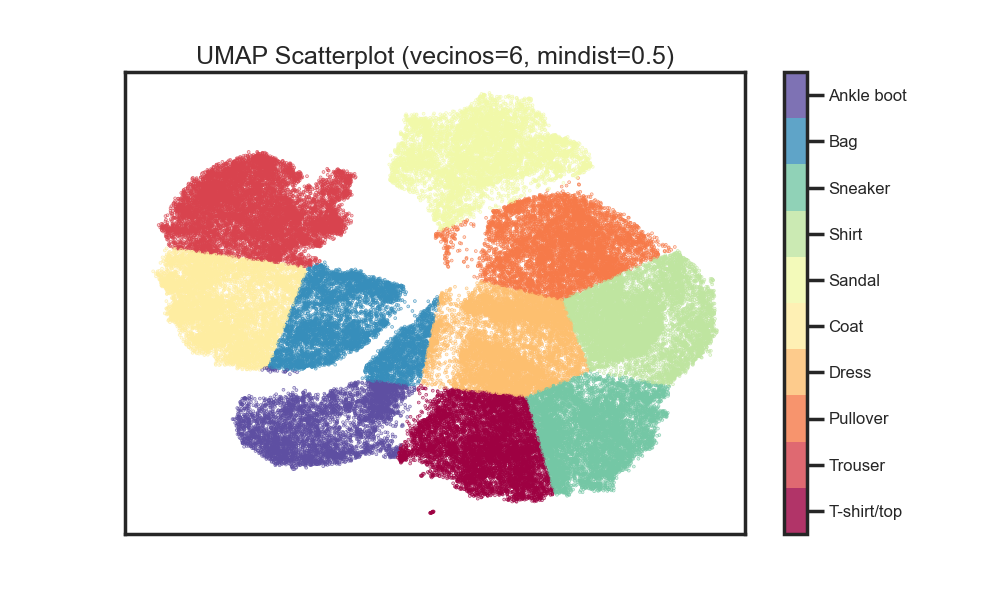 UMAP Scatterplot (vecinos=6, mindist=0.5)
Ankle boot
Bag
Sneaker
Shirt
Sandal
Coat
Dress
Pullover
Trouser
T-shirt/top